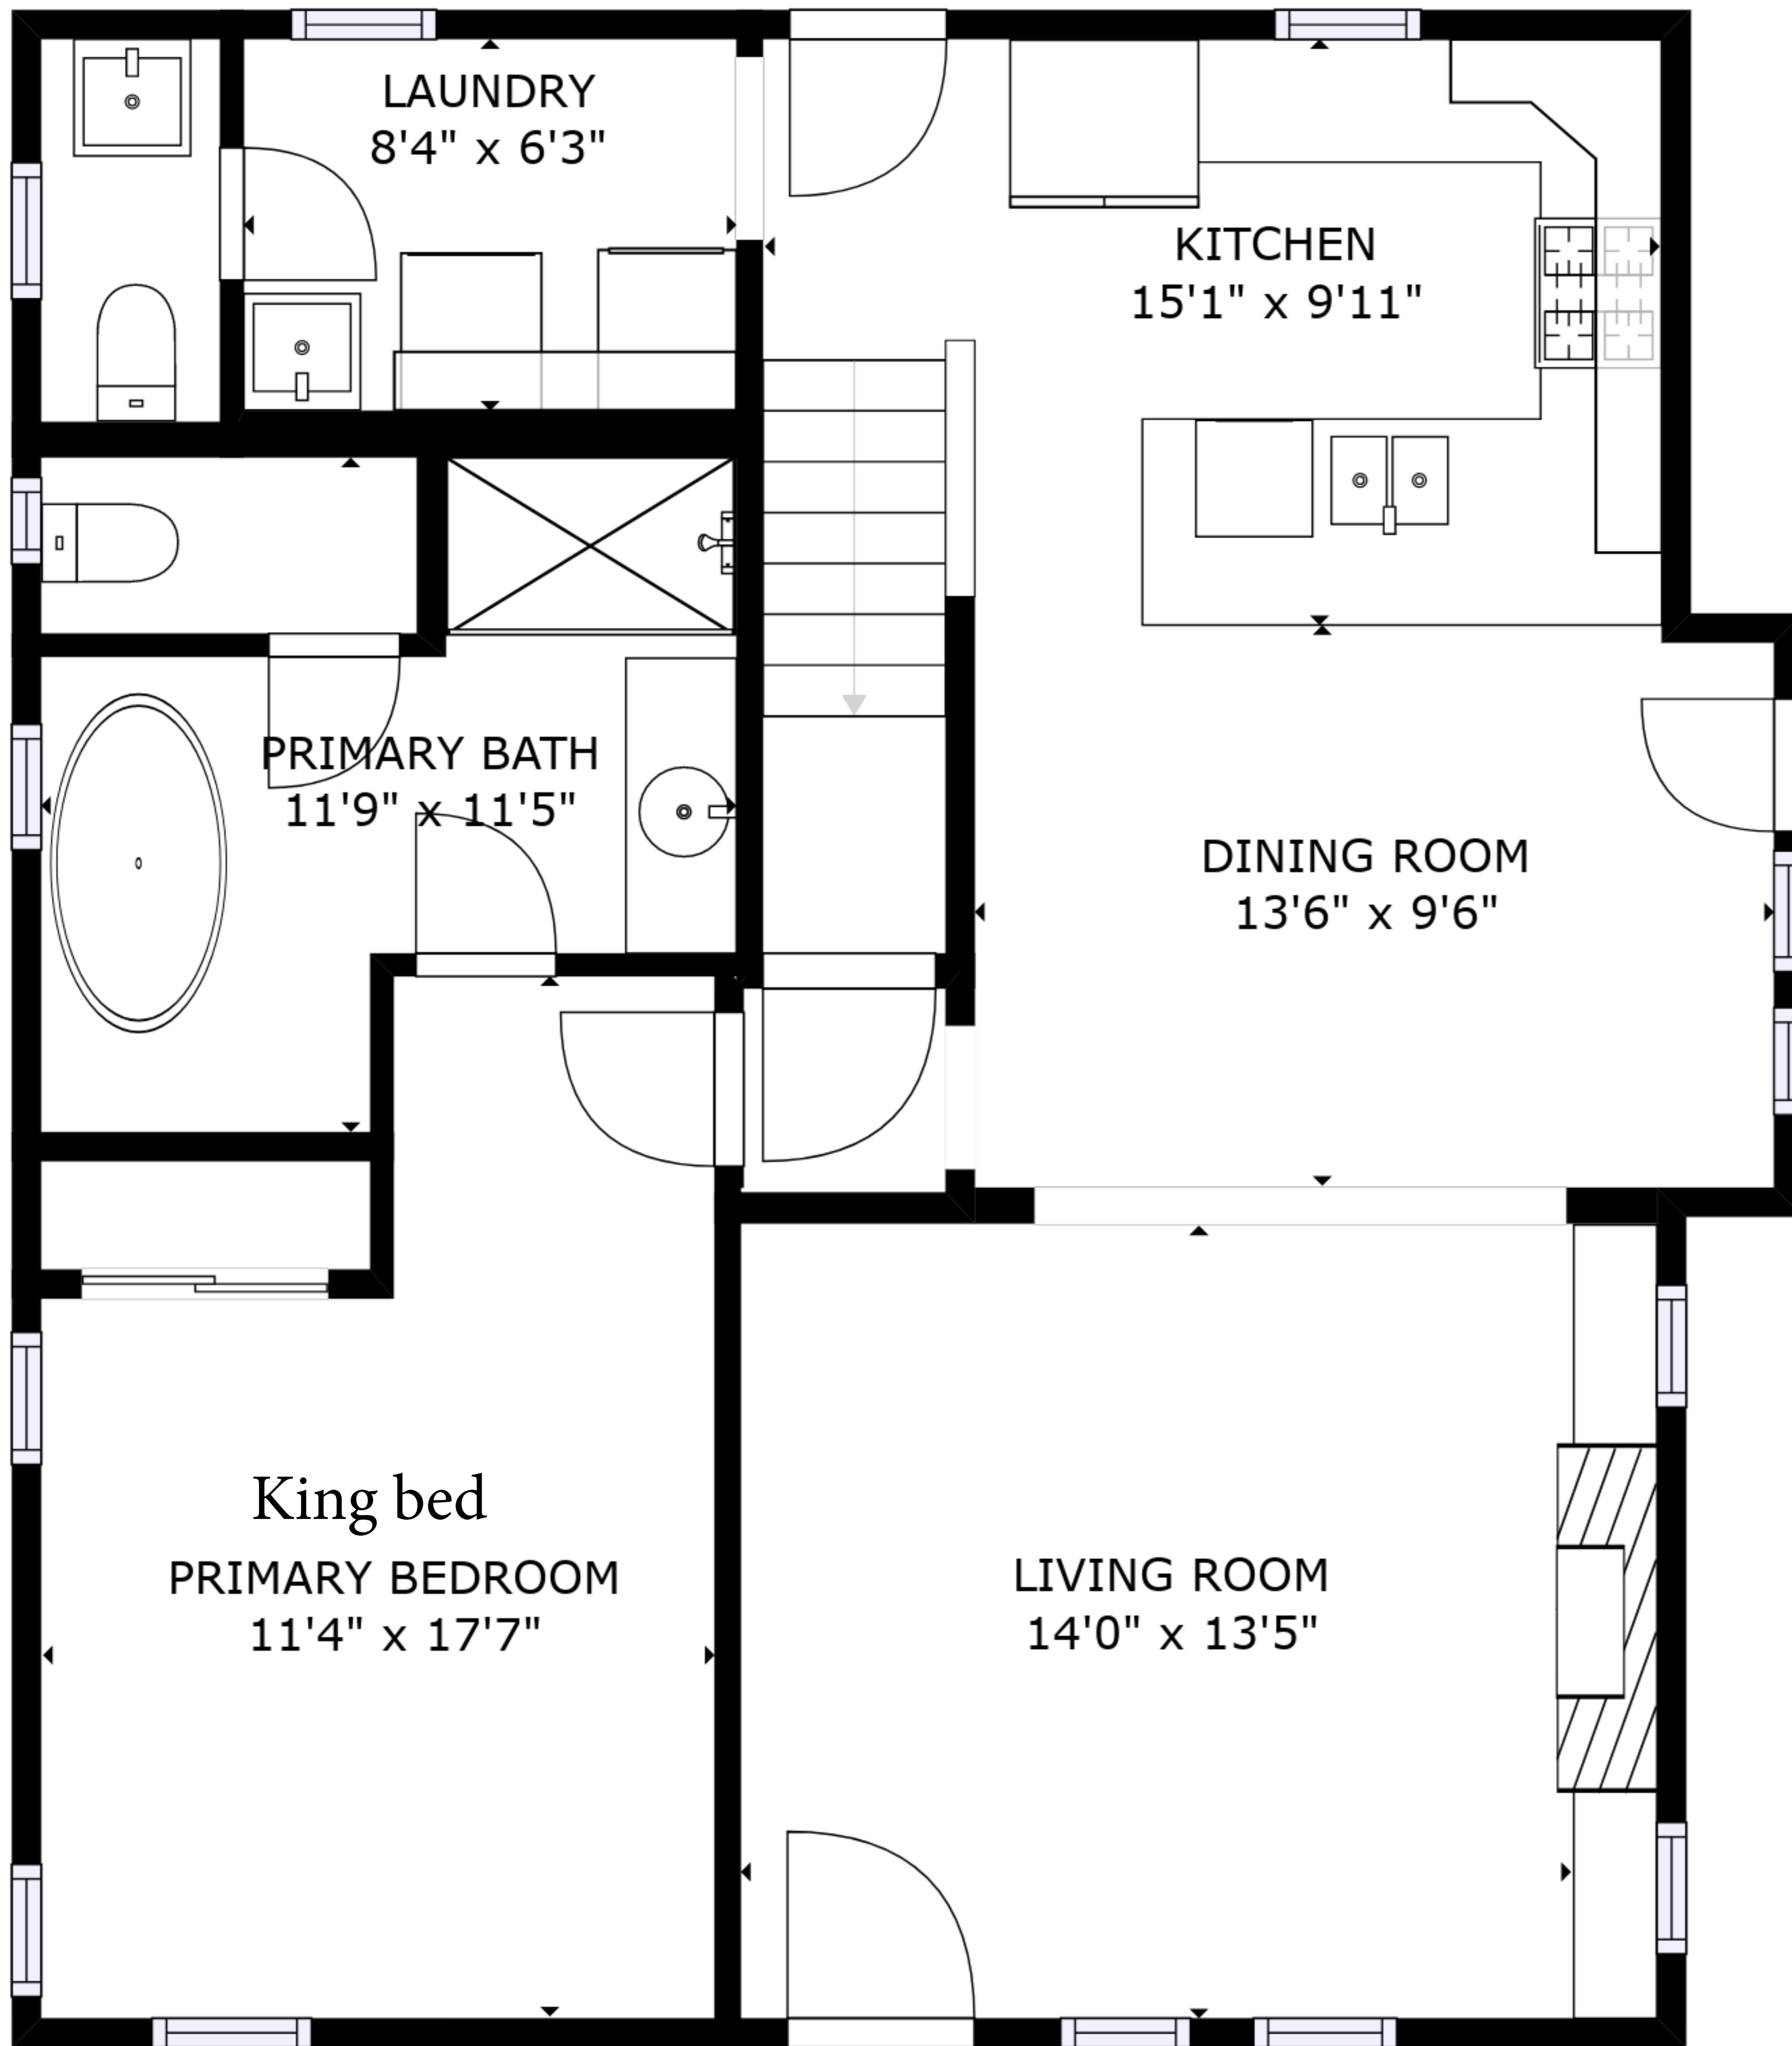 LAUNDRY
8'4" x 6'3"
KITCHEN
15'1" x 9'11"
PRIMARY BATH
11'9" x 11'5"
DINING ROOM
13'6" x 9'6"
King bed
PRIMARY BEDROOM
11'4" x 17'7"
LIVING ROOM
14'0" x 13'5"